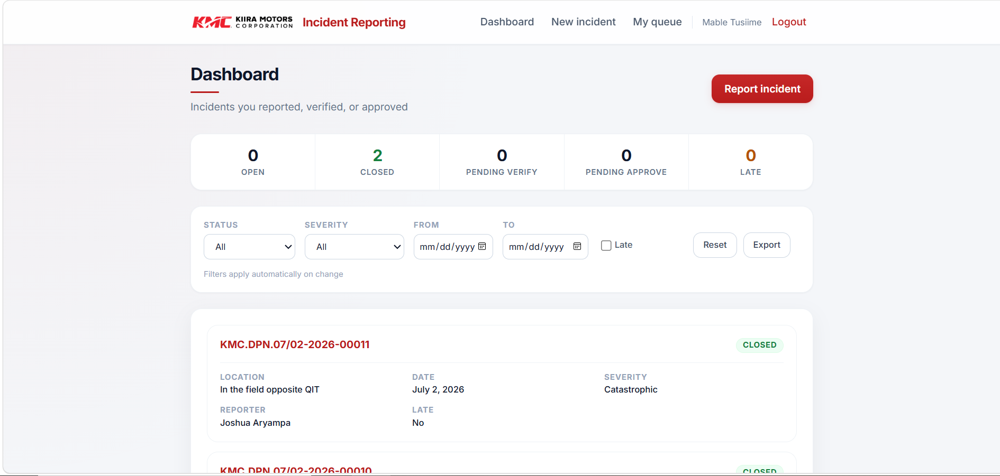 KMC KIIRA MOTORS CORPORATION Incident Reporting Dashboard New incident My queue Mable Tusiime Logout
Dashboard
Report incident
Incidents you reported, verified, or approved
0 2 0 0 0
OPEN CLOSED PENDING VERIFY PENDING APPROVE LATE
STATUS SEVERITY FROM TO
All All mm/dd/yyyy mm/dd/yyyy Late Reset Export
Filters apply automatically on change
KMC.DPN.07/02-2026-00011 CLOSED
LOCATION DATE SEVERITY
In the field opposite QIT July 2, 2026 Catastrophic
REPORTER LATE
Joshua Aryampa No
KMC.DPN.07/02-2026-00010 CLOSED